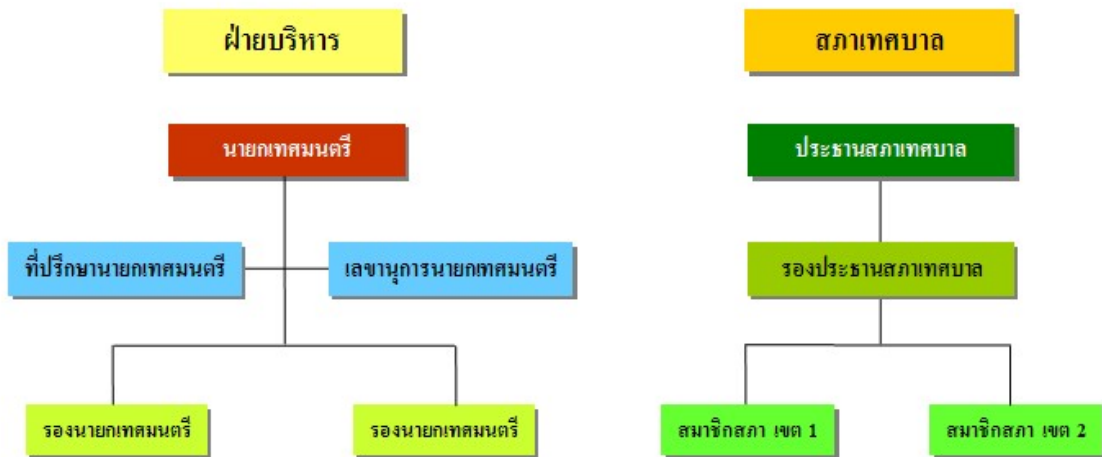 ฝ่ายบริหาร
สภาเทศบาล
นายกเทศมนตรี
ประธานสภาเทศบาล
ที่ปรึกษานายกเทศมนตรี
เลขานุการนายกเทศมนตรี
รองประธานสภาเทศบาล
รองนายกเทศมนตรี
รองนายกเทศมนตรี
สมาชิกสภา เขต 1
สมาชิกสภา เขต 2